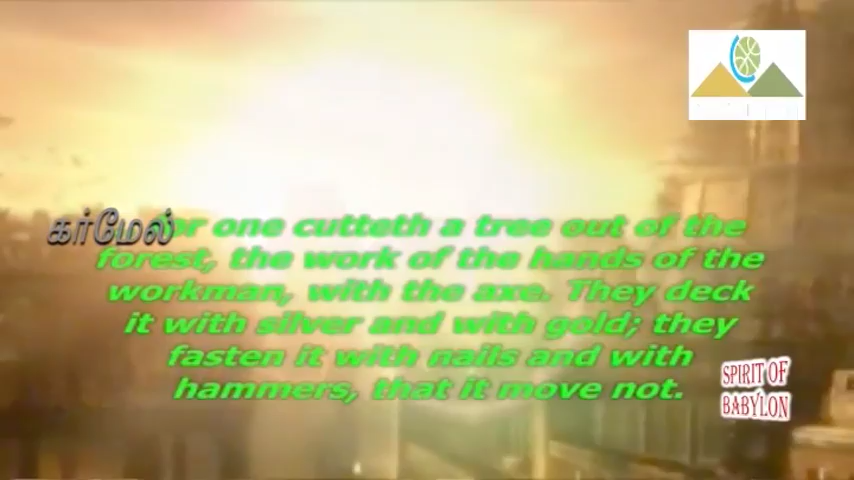 கர்மேல்
or one cutteth a tree out of the
forest, the work of the hands of the
workman, with the axe. They deck
it with silver and with gold; they
fasten it with nails and with
hammers, that it move not.
SPIRIT OF
BABYLON